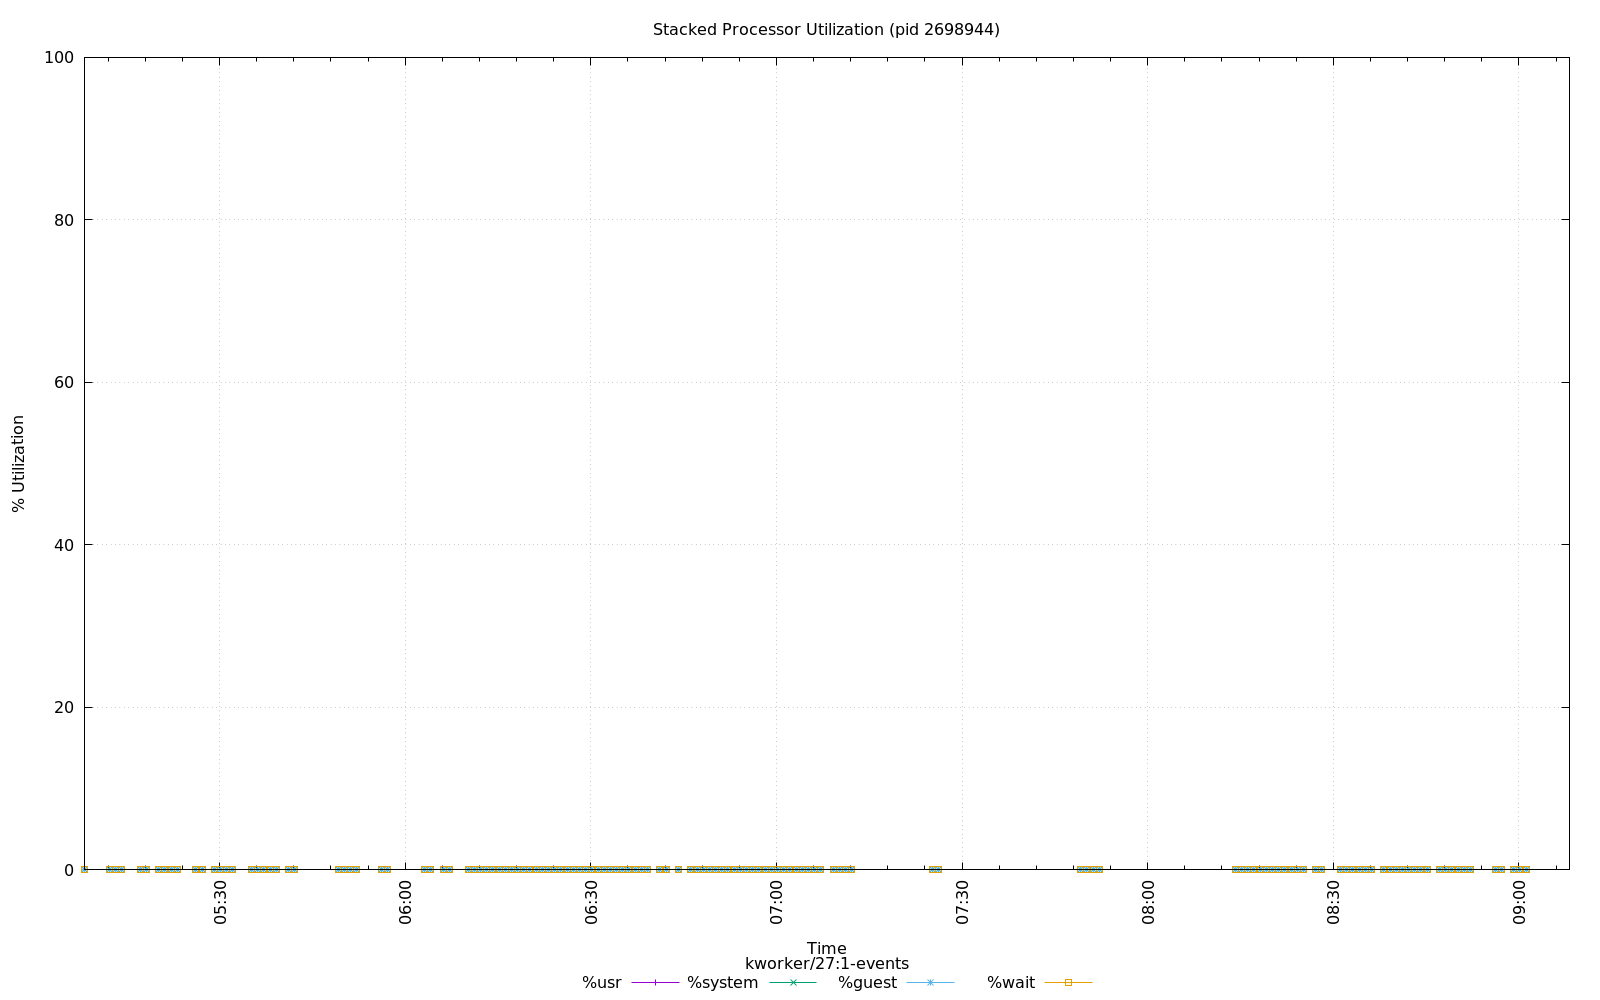 Stacked Processor Utilization (pid 2698944)
100
80
60
40
20
0
% Utilization
05:30
06:00
06:30
07:00
07:30
08:00
08:30
09:00
Time
kworker/27:1-events
%usr %system %guest %wait